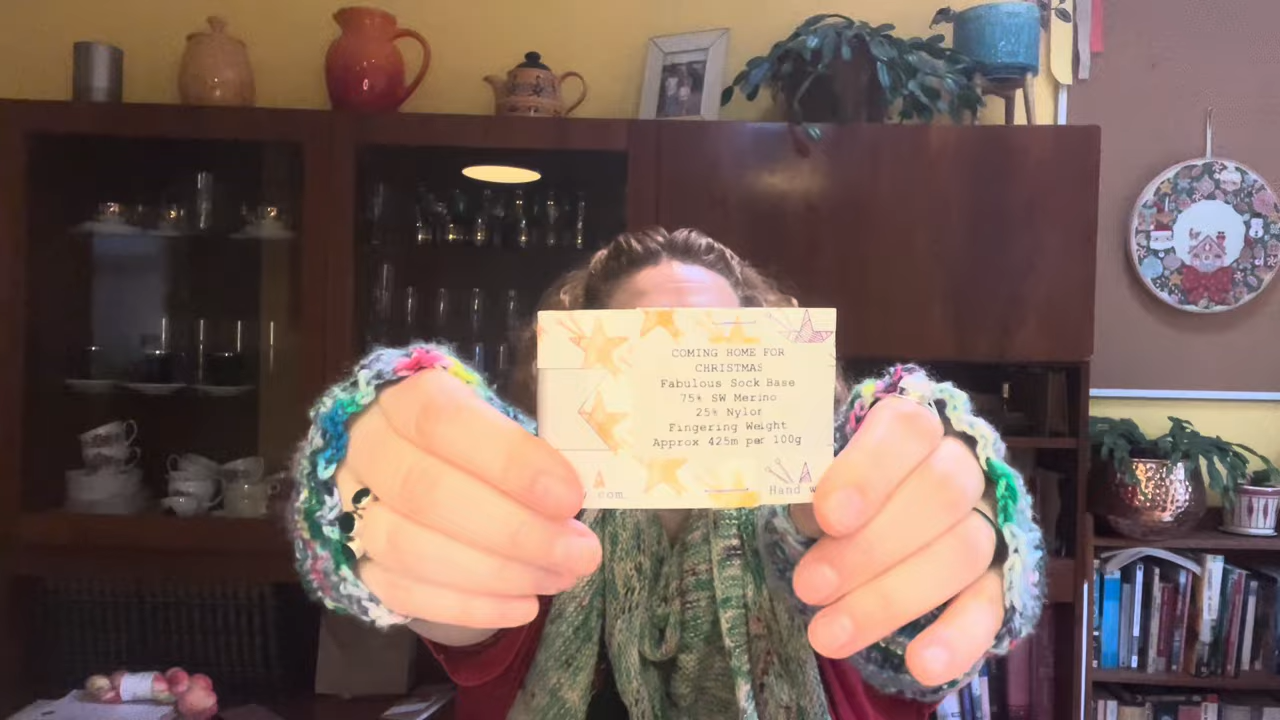 COMING HOME FOR
CHRISTMAS
Fabulous Sock Base
75% SW Merino
25% Nylon
Fingering Weight
Approx 425m per 100g
.com
Hand w